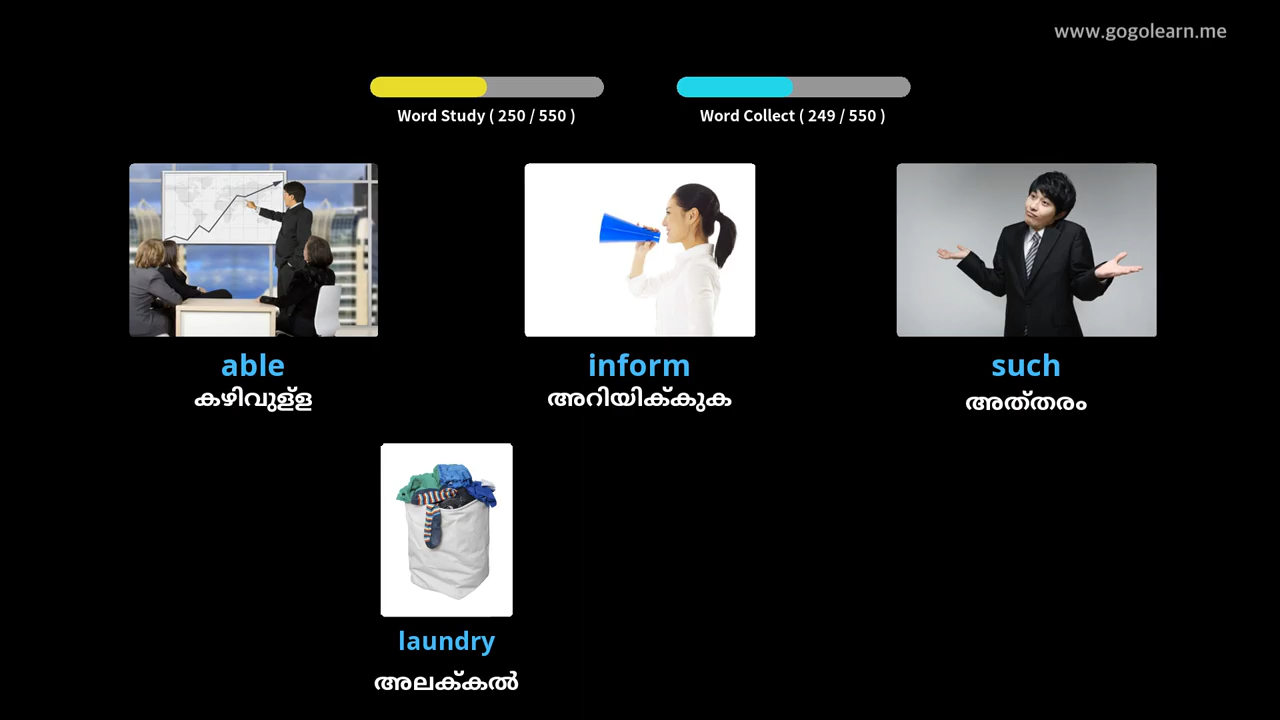 www.gogolearn.me
Word Study ( 250 / 550 )
Word Collect ( 249 / 550 )
able
inform
such
കഴിവുള്ള
അറിയിക്കുക
അത്തരം
laundry
അലക്കൽ